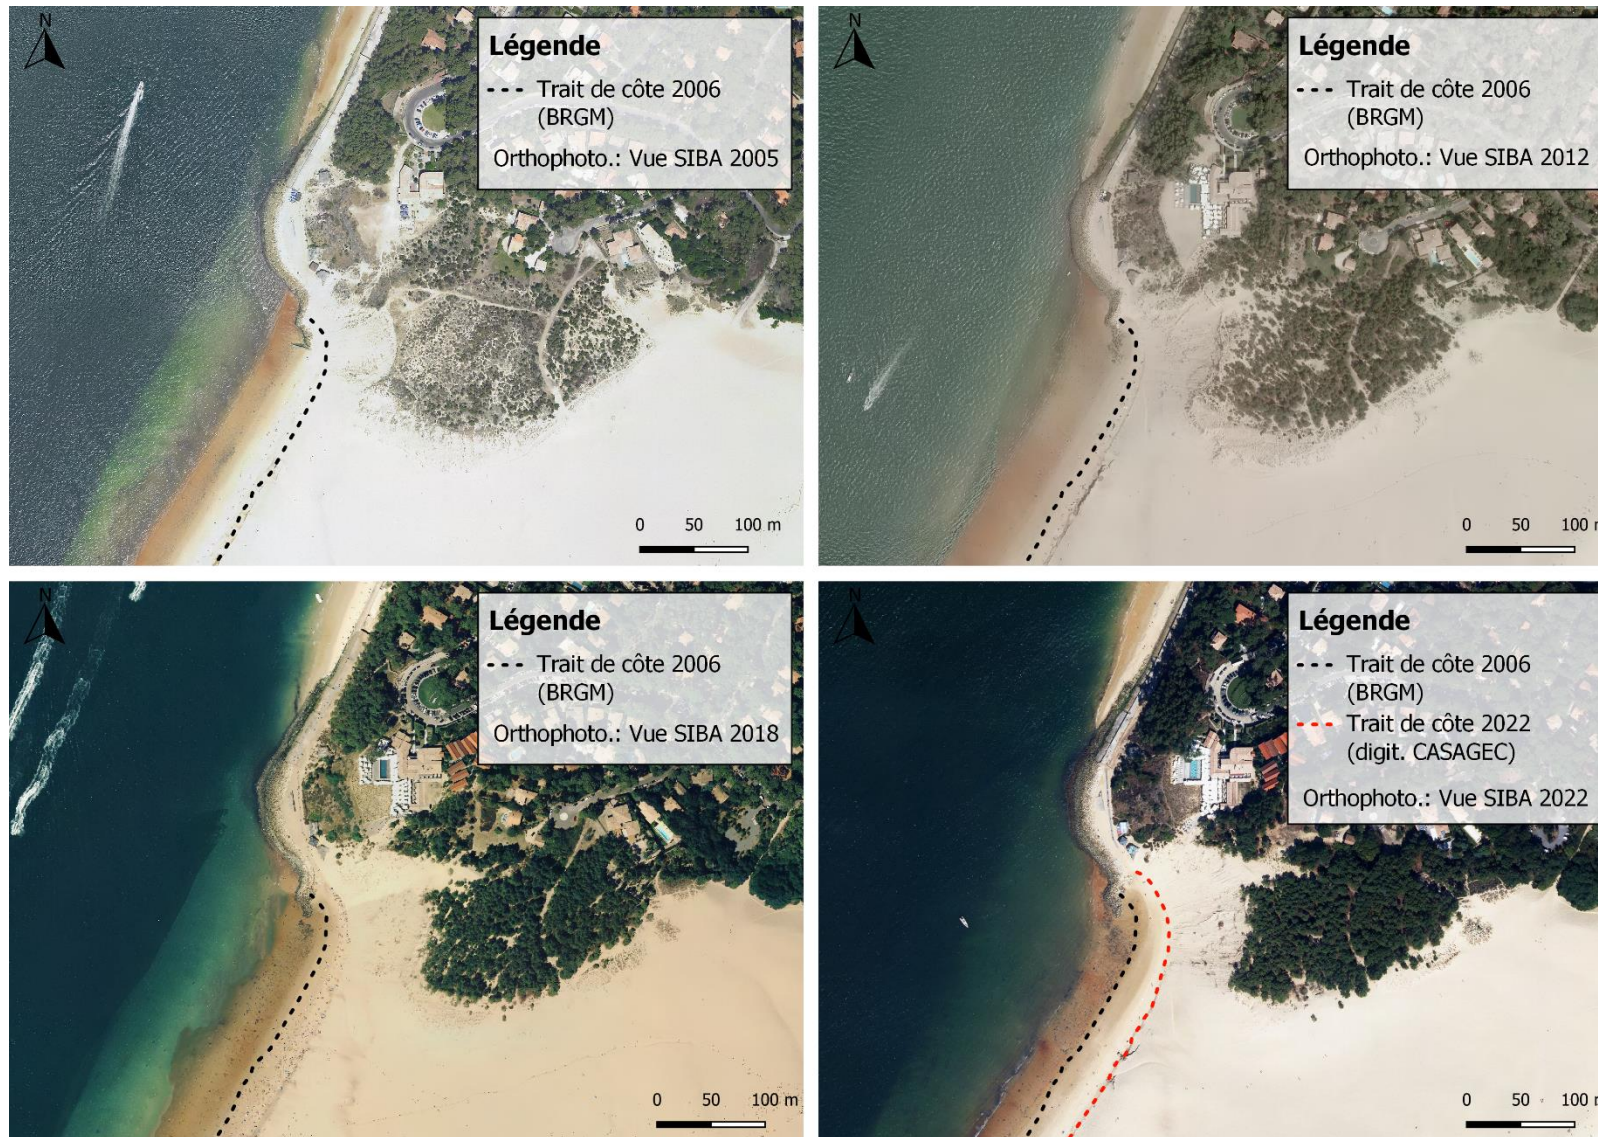 N
Légende
Trait de côte 2006
(BRGM)
Orthophoto.: Vue SIBA 2005
0 50 100 m
N
Légende
Trait de côte 2006
(BRGM)
Orthophoto.: Vue SIBA 2012
0 50 100 m
N
Légende
Trait de côte 2006
(BRGM)
Orthophoto.: Vue SIBA 2018
0 50 100 m
N
Légende
Trait de côte 2006
(BRGM)
Trait de côte 2022
(digit. CASAGEC)
Orthophoto.: Vue SIBA 2022
0 50 100 m